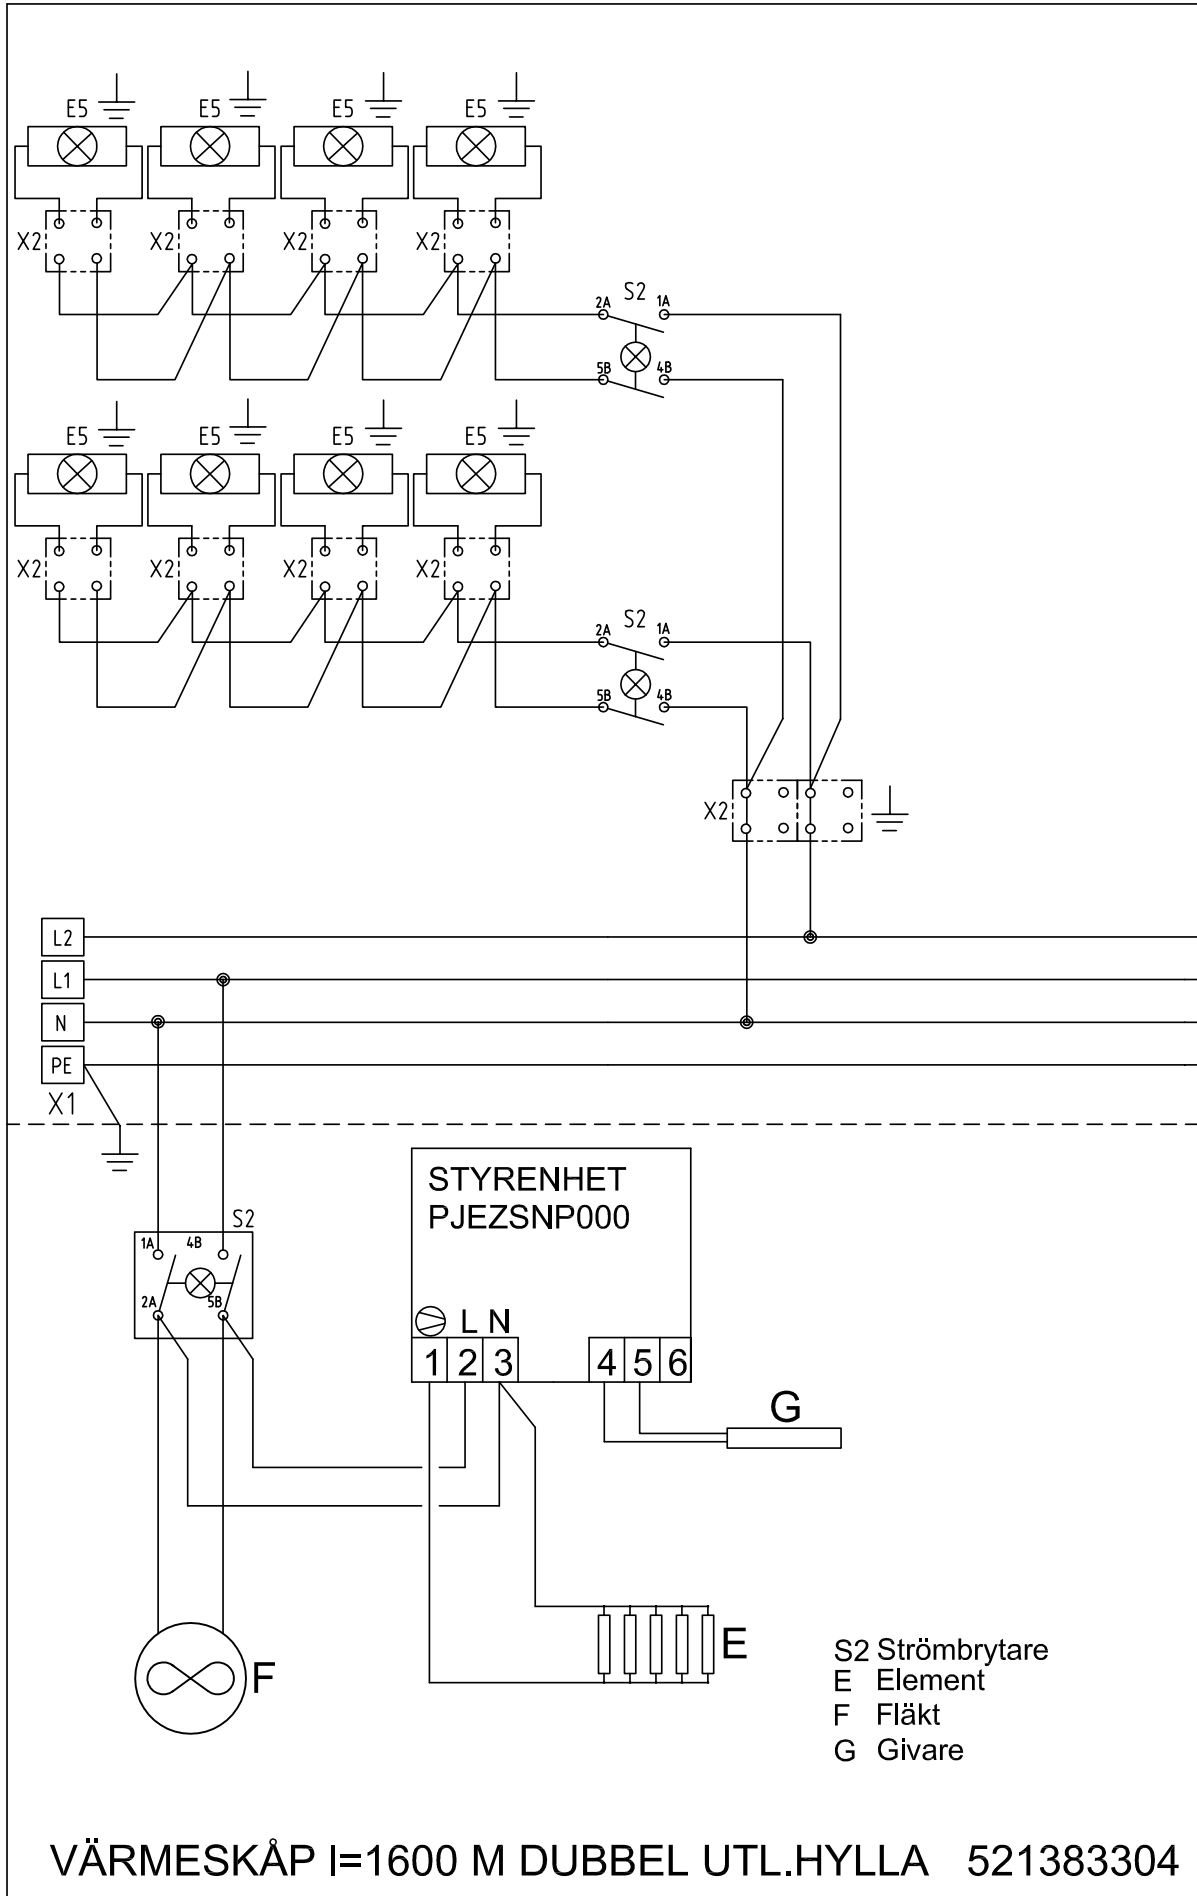 E5 E5 E5 E5
X2 X2 X2 X2
2A S2 1A
5B 4B
E5 E5 E5 E5
X2 X2 X2 X2
2A S2 1A
5B 4B
X2
L2
L1
N
PE
X1
STYRENHET
PJEZSNP000
S2
1A 4B
2A 5B
L N
1 2 3 4 5 6
G
E
F
S2 Strömbrytare
E Element
F Fläkt
G Givare
VÄRMESKÅP l=1600 M DUBBEL UTL.HYLLA 521383304